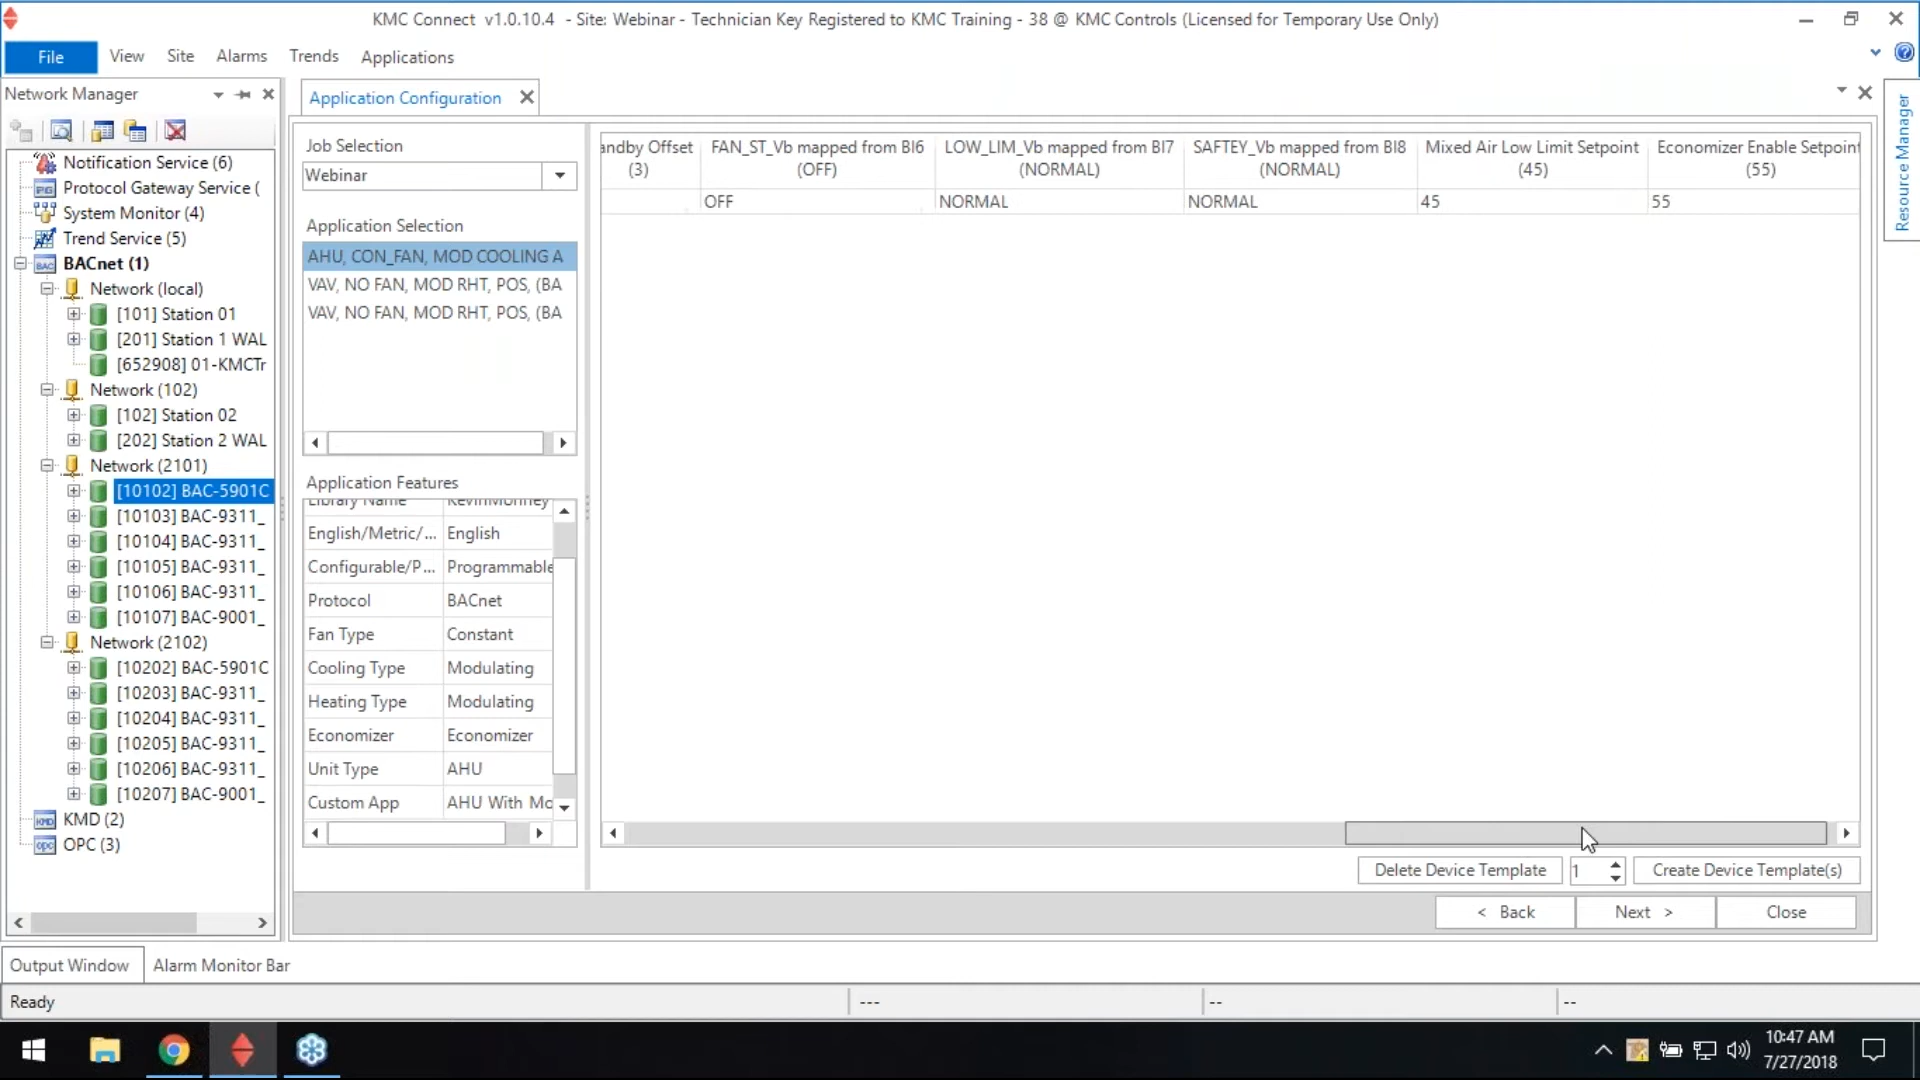 KMC Connect v1.0.10.4 - Site: Webinar - Technician Key Registered to KMC Training - 38 @ KMC Controls (Licensed for Temporary Use Only)
File View Site Alarms Trends Applications
Network Manager
Notification Service (6)
Protocol Gateway Service (
System Monitor (4)
Trend Service (5)
BACnet (1)
Network (local)
[101] Station 01
[201] Station 1 WAL
[652908] 01-KMCTr
Network (102)
[102] Station 02
[202] Station 2 WAL
Network (2101)
[10102] BAC-5901C
[10103] BAC-9311_
[10104] BAC-9311_
[10105] BAC-9311_
[10106] BAC-9311_
[10107] BAC-9001_
Network (2102)
[10202] BAC-5901C
[10203] BAC-9311_
[10204] BAC-9311_
[10205] BAC-9311_
[10206] BAC-9311_
[10207] BAC-9001_
KMD (2)
OPC (3)
Application Configuration
Job Selection
Webinar
Application Selection
AHU, CON_FAN, MOD COOLING A
VAV, NO FAN, MOD RHT, POS, (BA
VAV, NO FAN, MOD RHT, POS, (BA
Application Features
Library Name
English/Metric/... English
Configurable/P... Programmable
Protocol BACnet
Fan Type Constant
Cooling Type Modulating
Heating Type Modulating
Economizer Economizer
Unit Type AHU
Custom App AHU With Mo
andby Offset FAN_ST_Vb mapped from BI6 LOW_LIM_Vb mapped from BI7 SAFTEY_Vb mapped from BI8 Mixed Air Low Limit Setpoint Economizer Enable Setpoint
(3) (OFF) (NORMAL) (NORMAL) (45) (55)
OFF NORMAL NORMAL 45 55
Delete Device Template 1 Create Device Template(s)
< Back Next > Close
Resource Manager
Output Window Alarm Monitor Bar
Ready --- -- --
10:47 AM
7/27/2018